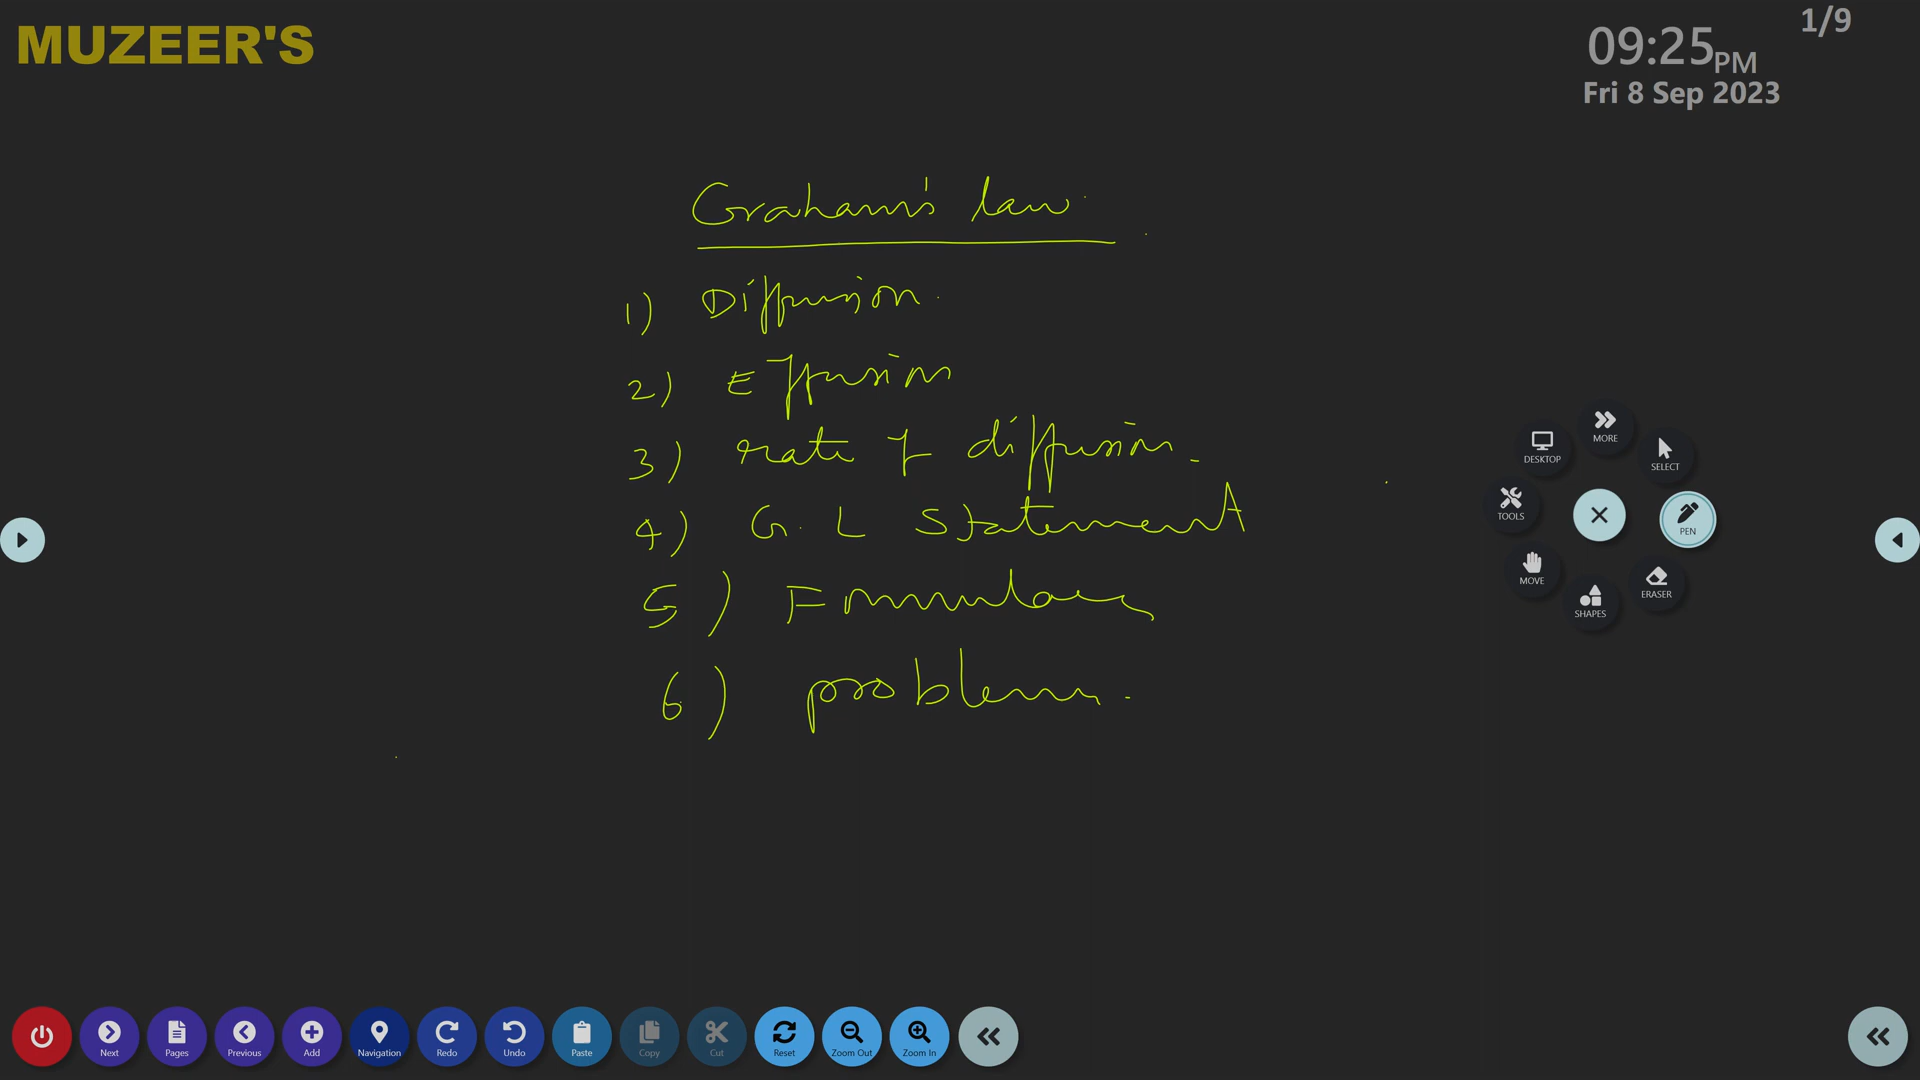 MUZEER'S
1/9
09:25PM
Fri 8 Sep 2023
Graham's law.
1) Diffusion.
2) Effusion
3) rate of diffusion.
4) G.L Statement
5) Formulaes
6) problems.
MORE
DESKTOP
SELECT
TOOLS
PEN
MOVE
ERASER
SHAPES
Next Pages Previous Add Navigation Redo Undo Paste Copy Cut Reset Zoom Out Zoom In